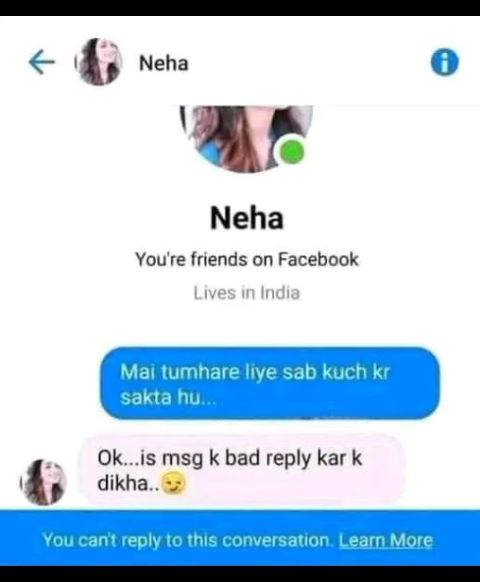 Neha
Neha
You're friends on Facebook
Lives in India
Mai tumhare liye sab kuch kr
sakta hu...
Ok...is msg k bad reply kar k
dikha..😏
You can't reply to this conversation. Learn More